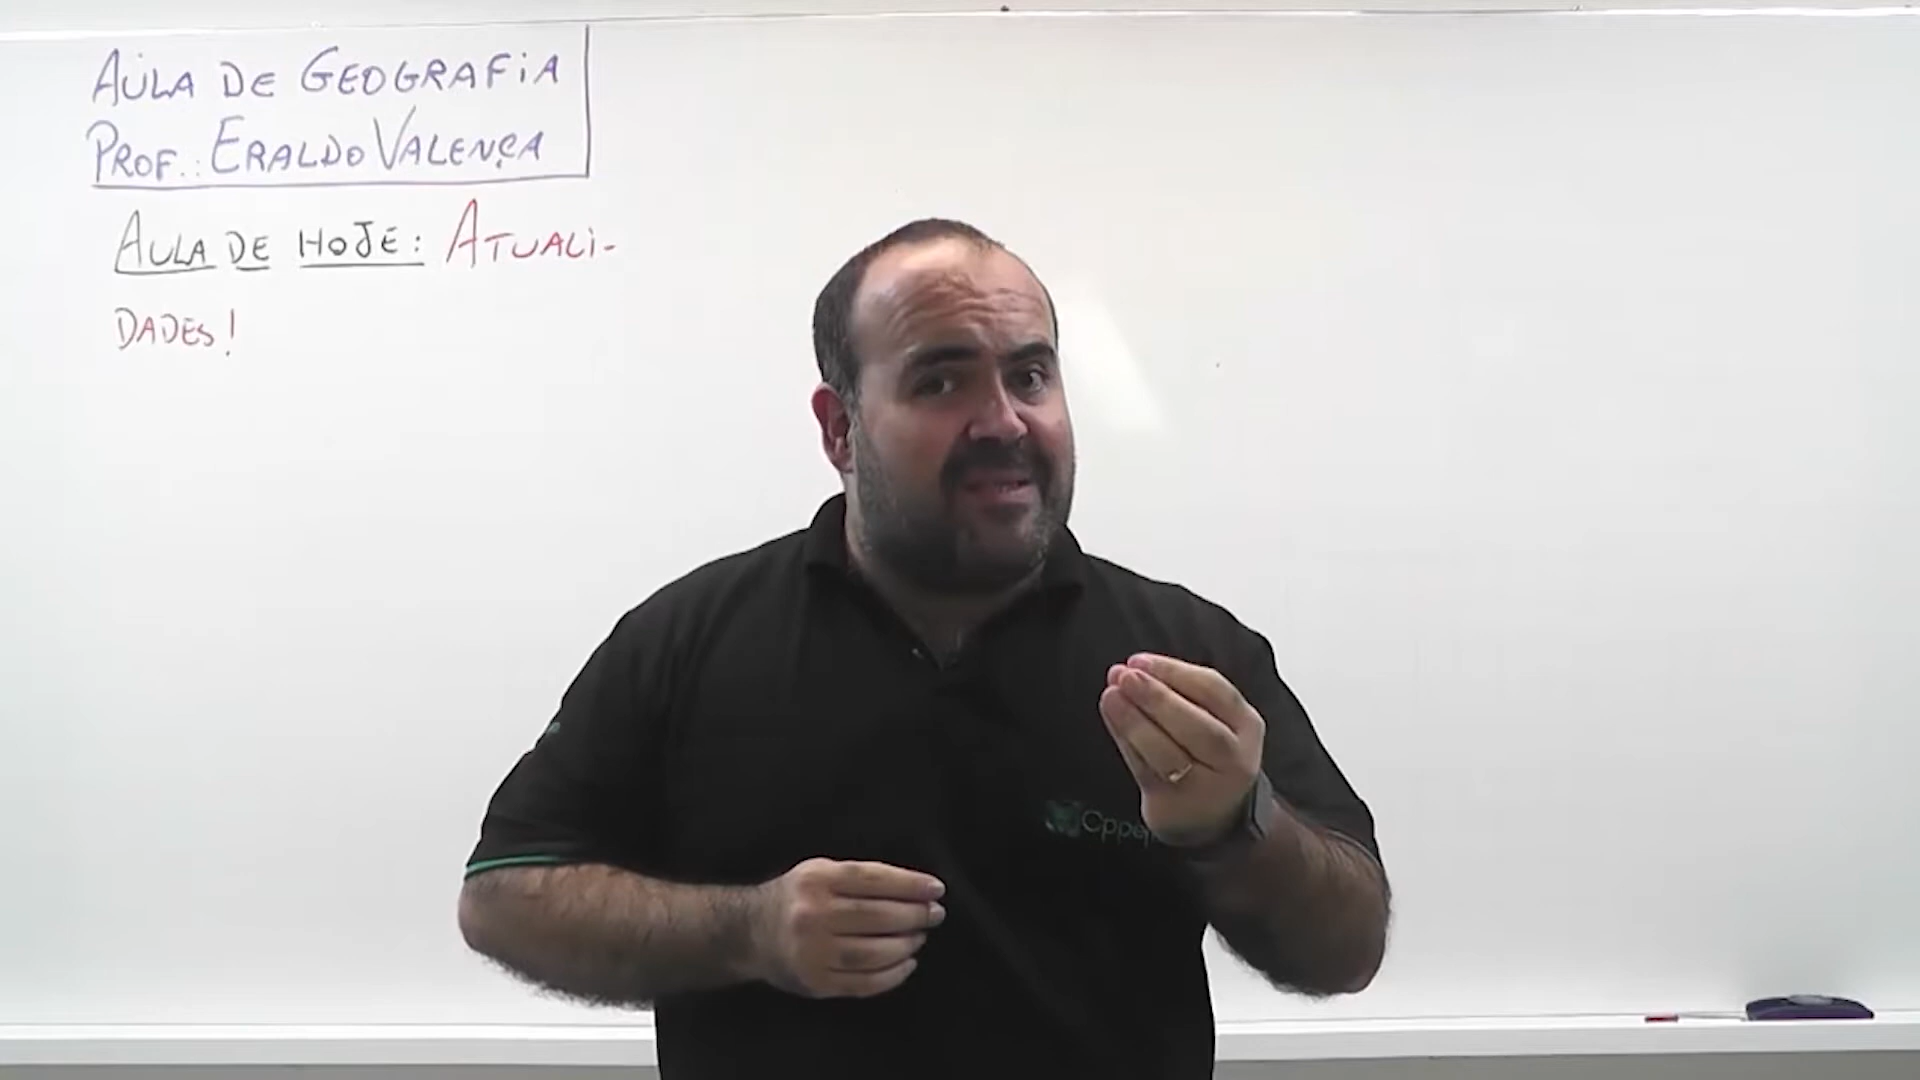 AULA DE GEOGRAFIA
PROF.: ERALDO VALENÇA
AULA DE HOJE: ATUALI-
DADES!